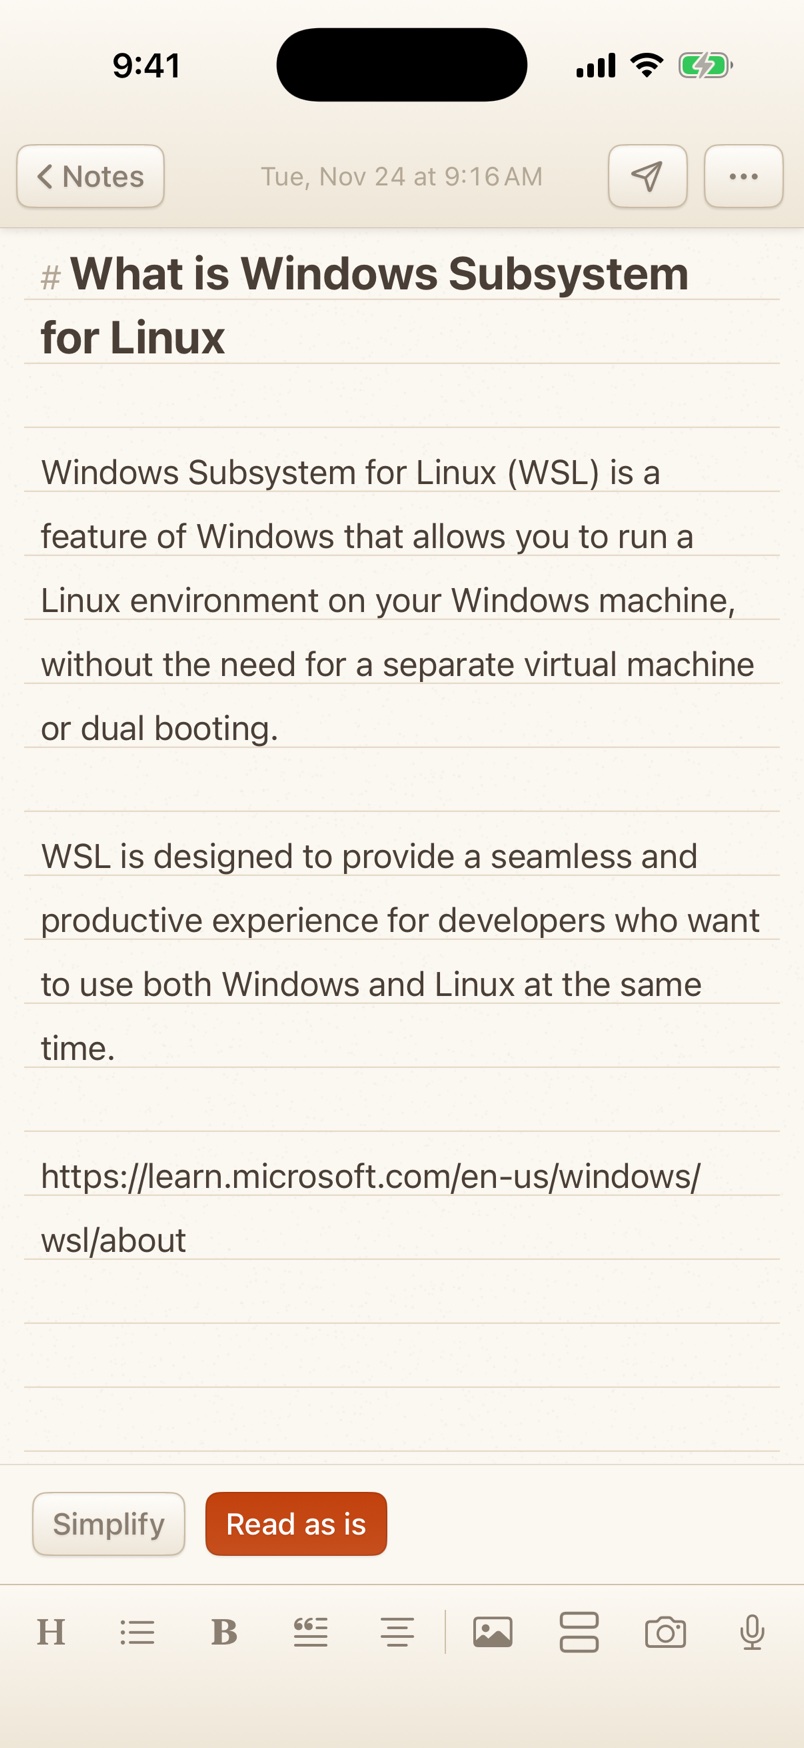 9:41
Notes
Tue, Nov 24 at 9:16 AM
# What is Windows Subsystem
for Linux
Windows Subsystem for Linux (WSL) is a
feature of Windows that allows you to run a
Linux environment on your Windows machine,
without the need for a separate virtual machine
or dual booting.
WSL is designed to provide a seamless and
productive experience for developers who want
to use both Windows and Linux at the same
time.
https://learn.microsoft.com/en-us/windows/
wsl/about
Simplify
Read as is
H
B